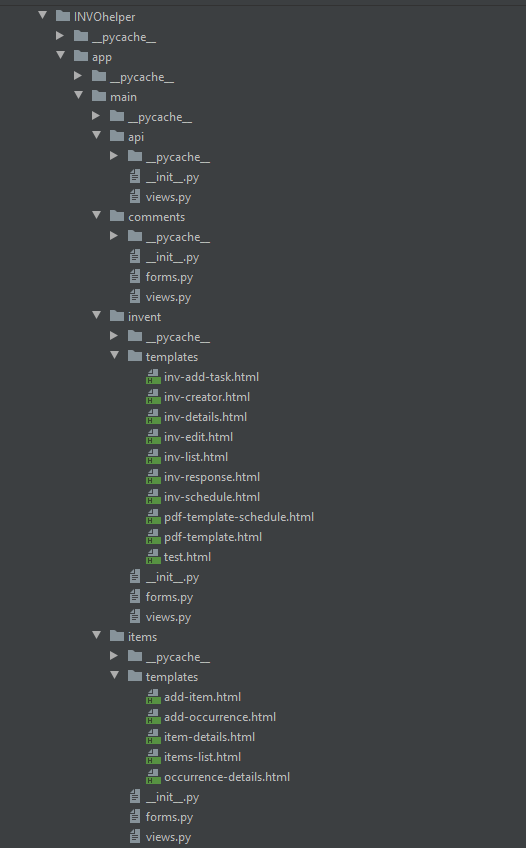 INVOhelper
__pycache__
app
__pycache__
main
__pycache__
api
__pycache__
__init__.py
views.py
comments
__pycache__
__init__.py
forms.py
views.py
invent
__pycache__
templates
inv-add-task.html
inv-creator.html
inv-details.html
inv-edit.html
inv-list.html
inv-response.html
inv-schedule.html
pdf-template-schedule.html
pdf-template.html
test.html
__init__.py
forms.py
views.py
items
__pycache__
templates
add-item.html
add-occurrence.html
item-details.html
items-list.html
occurrence-details.html
__init__.py
forms.py
views.py